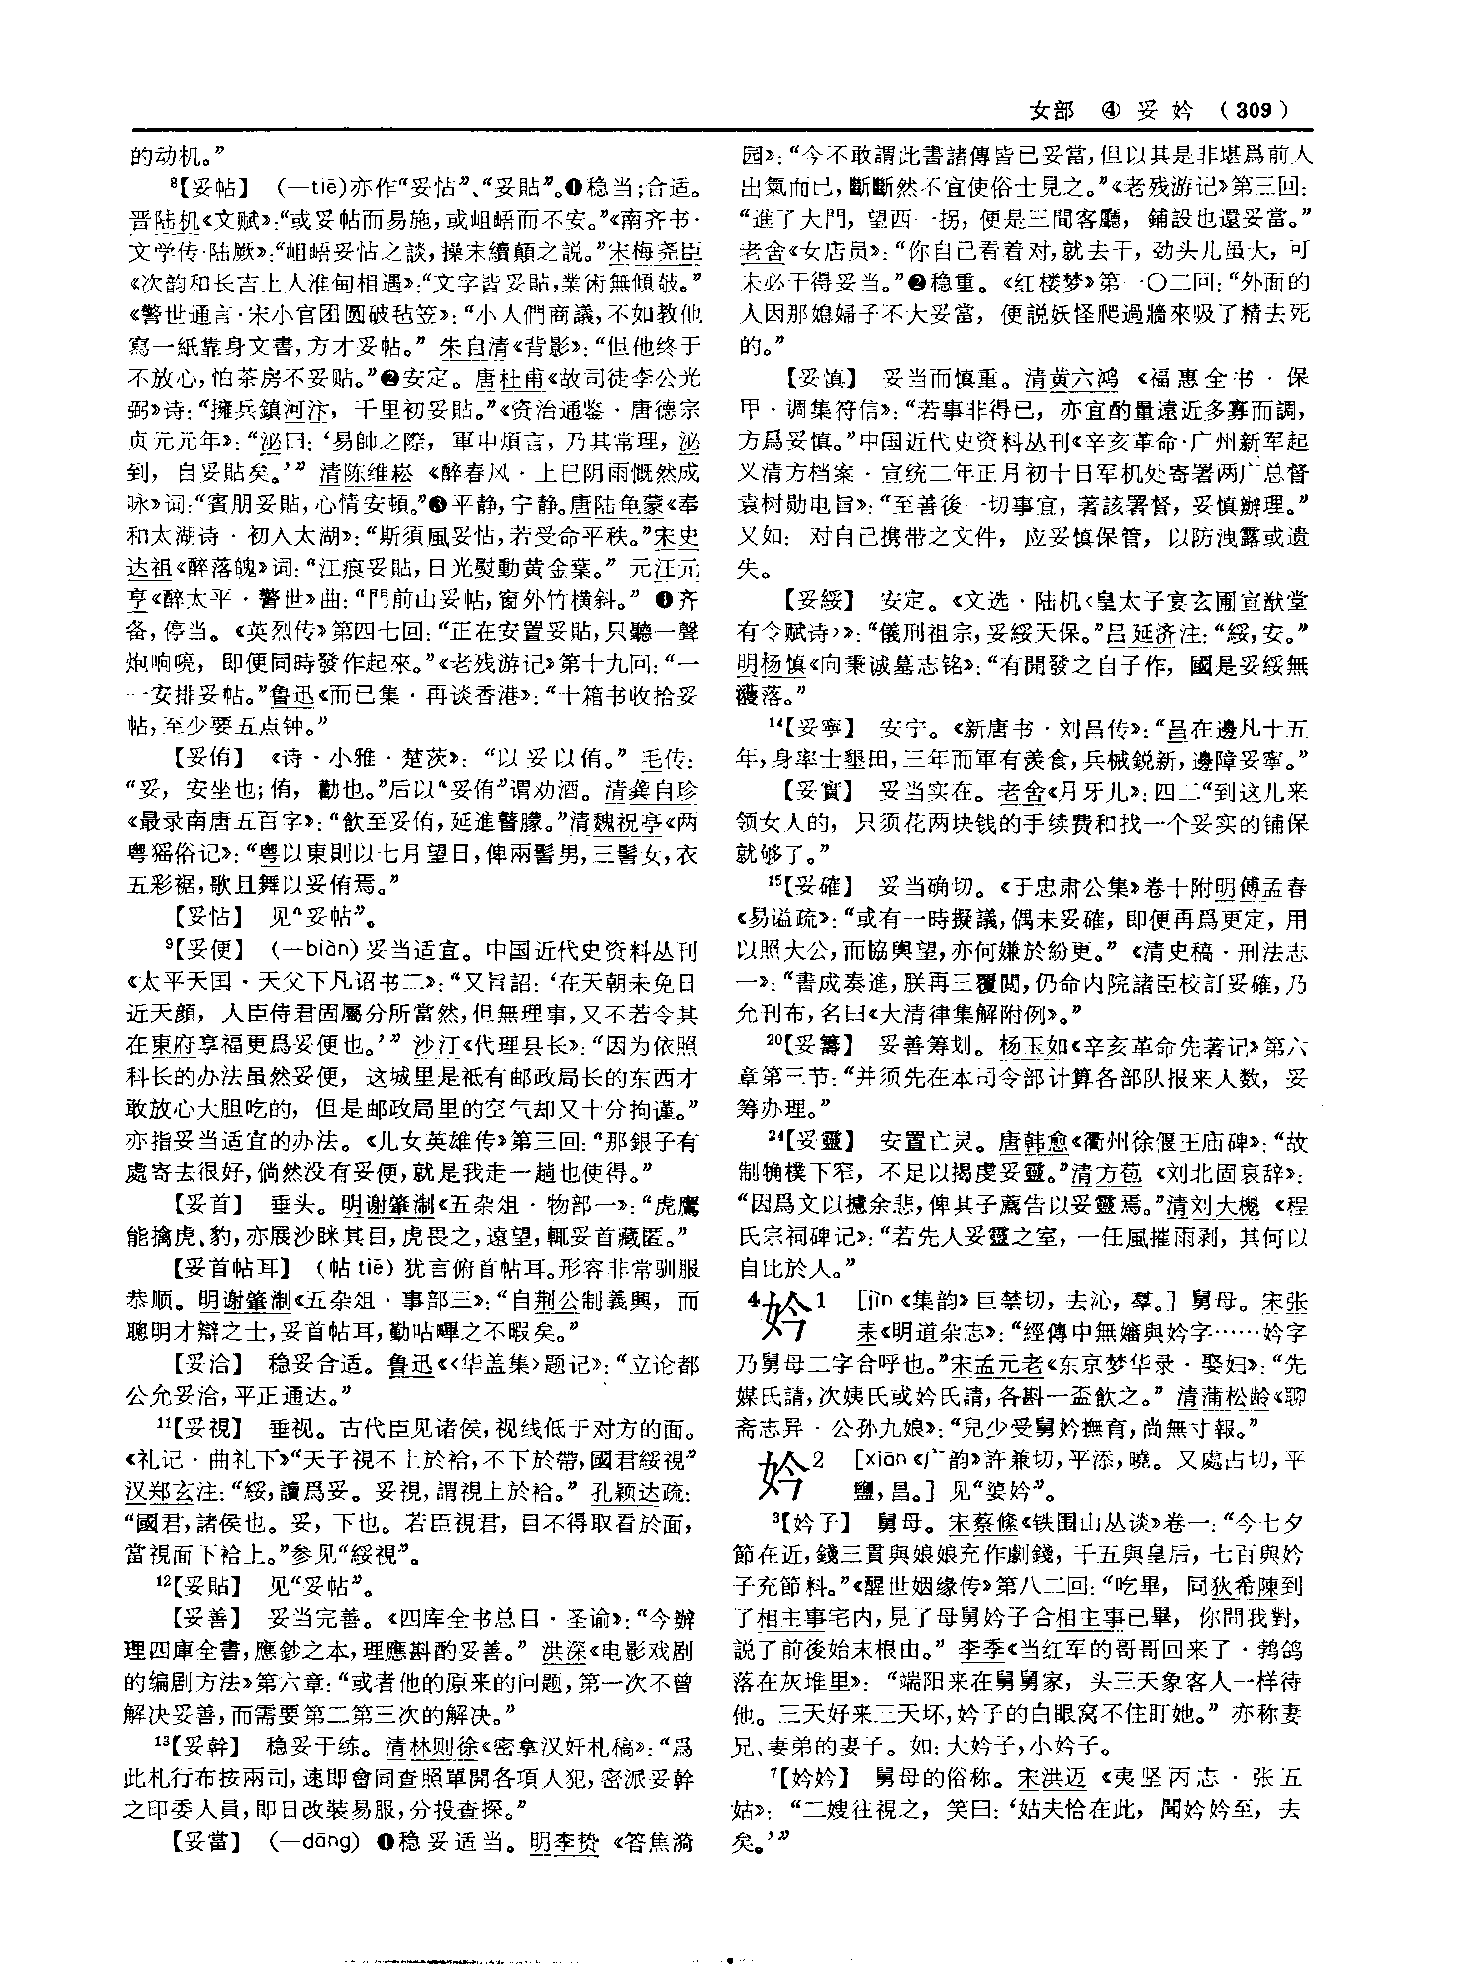 女部 ④ 妥 妗 （309）
的动机。”
⁸【妥帖】 （—tiē）亦作“妥怗”、“妥貼”。❶稳当；合适。
晋陆机《文赋》：“或妥帖而易施，或岨峿而不安。”《南齐书·
文学传·陆厥》：“岨峿妥怗之談，操末續顛之説。”宋梅尧臣
《次韵和长吉上人淮甸相遇》：“文字皆妥貼，業術無傾攲。”
《警世通言·宋小官团圆破毡笠》：“小人們商議，不如教他
寫一紙靠身文書，方才妥帖。”朱自清《背影》：“但他终于
不放心，怕茶房不妥贴。”❷安定。唐杜甫《故司徒李公光
弼》诗：“擁兵鎮河汴，千里初妥貼。”《资治通鉴·唐德宗
贞元元年》：“泌曰：‘易帥之際，軍中煩言，乃其常理，泌
到，自妥貼矣。’”清陈维崧《醉春风·上巳阴雨慨然成
咏》词：“賓朋妥貼，心情安頓。”❸平静，宁静。唐陆龟蒙《奉
和太湖诗·初入太湖》：“斯須風妥怗，若受命平秩。”宋史
达祖《醉落魄》词：“江痕妥貼，日光熨動黄金葉。”元汪元
亨《醉太平·警世》曲：“門前山妥帖，窗外竹横斜。”❹齐
备，停当。《英烈传》第四七回：“正在安置妥貼，只聽一聲
炮响喨，即便同時發作起來。”《老残游记》第十九回：“一
一安排妥帖。”鲁迅《而已集·再谈香港》：“十箱书收拾妥
帖，至少要五点钟。”
【妥侑】 《诗·小雅·楚茨》：“以妥以侑。”毛传：
“妥，安坐也；侑，勸也。”后以“妥侑”谓劝酒。清龚自珍
《最录南唐五百字》：“飲至妥侑，延進瞽矇。”清魏祝亭《两
粤猺俗记》：“粤以東則以七月望日，俾兩髻男，三髻女，衣
五彩裾，歌且舞以妥侑焉。”
【妥怗】 见“妥帖”。
⁹【妥便】 （—biàn）妥当适宜。中国近代史资料丛刊
《太平天国·天父下凡诏书二》：“又旨詔：‘在天朝未免日
近天顔，人臣侍君固屬分所當然，但無理事，又不若令其
在東府享福更爲妥便也。’”沙汀《代理县长》：“因为依照
科长的办法虽然妥便，这城里是祇有邮政局长的东西才
敢放心大胆吃的，但是邮政局里的空气却又十分拘谨。”
亦指妥当适宜的办法。《儿女英雄传》第三回：“那銀子有
處寄去很好，倘然没有妥便，就是我走一趟也使得。”
【妥首】 垂头。明谢肇淛《五杂俎·物部一》：“虎鷹
能擒虎、豹，亦展沙眯其目，虎畏之，遠望，輒妥首藏匿。”
【妥首帖耳】 （帖 tiē）犹言俯首帖耳。形容非常驯服
恭顺。明谢肇淛《五杂俎·事部三》：“自荆公制義興，而
聰明才辯之士，妥首帖耳，勤呫嗶之不暇矣。”
【妥洽】 稳妥合适。鲁迅《〈华盖集〉题记》：“立论都
公允妥洽，平正通达。”
¹¹【妥視】 垂视。古代臣见诸侯，视线低于对方的面。
《礼记·曲礼下》“天子視不上於袷，不下於帶，國君綏視”
汉郑玄注：“綏，讀爲妥。妥視，謂視上於袷。”孔颖达疏：
“國君，諸侯也。妥，下也。若臣視君，目不得取看於面，
當視面下袷上。”参见“綏視”。
¹²【妥貼】 见“妥帖”。
【妥善】 妥当完善。《四库全书总目·圣谕》：“今辦
理四庫全書，應鈔之本，理應斟酌妥善。”洪深《电影戏剧
的编剧方法》第六章：“或者他的原来的问题，第一次不曾
解决妥善，而需要第二第三次的解决。”
¹³【妥幹】 稳妥干练。清林则徐《密拿汉奸札稿》：“爲
此札行布按兩司，速即會同查照單開各項人犯，密派妥幹
之印委人員，即日改裝易服，分投查探。”
【妥當】 （—dāng）❶稳妥适当。明李贽《答焦漪
园》：“今不敢謂此書諸傳皆已妥當，但以其是非堪爲前人
出氣而已，斷斷然不宜使俗士見之。”《老残游记》第三回：
“進了大門，望西一拐，便是三間客廳，鋪設也還妥當。”
老舍《女店员》：“你自己看着对，就去干，劲头儿虽大，可
未必干得妥当。”❷稳重。《红楼梦》第一〇二回：“外面的
人因那媳婦子不大妥當，便説妖怪爬過牆來吸了精去死
的。”
【妥慎】 妥当而慎重。清黄六鸿《福惠全书·保
甲·调集符信》：“若事非得已，亦宜酌量遠近多寡而調，
方爲妥慎。”中国近代史资料丛刊《辛亥革命·广州新军起
义清方档案·宣统二年正月初十日军机处寄署两广总督
袁树勋电旨》：“至善後一切事宜，著該署督，妥慎辦理。”
又如：对自己携带之文件，应妥慎保管，以防洩露或遗
失。
【妥綏】 安定。《文选·陆机〈皇太子宴玄圃宣猷堂
有令赋诗〉》：“儀刑祖宗，妥綏天保。”吕延济注：“綏，安。”
明杨慎《向秉诚墓志铭》：“有開發之自子作，國是妥綏無
濩落。”
¹⁴【妥寧】 安宁。《新唐书·刘昌传》：“昌在邊凡十五
年，身率士墾田，三年而軍有羨食，兵械鋭新，邊障妥寧。”
【妥實】 妥当实在。老舍《月牙儿》：四二“到这儿来
领女人的，只须花两块钱的手续费和找一个妥实的铺保
就够了。”
¹⁵【妥確】 妥当确切。《于忠肃公集》卷十附明傅孟春
《易谥疏》：“或有一時擬議，偶未妥確，即便再爲更定，用
以照大公，而協輿望，亦何嫌於紛更。”《清史稿·刑法志
一》：“書成奏進，朕再三覆閲，仍命内院諸臣校訂妥確，乃
允刊布，名曰《大清律集解附例》。”
²⁰【妥籌】 妥善筹划。杨玉如《辛亥革命先著记》第六
章第三节：“并须先在本司令部计算各部队报来人数，妥
筹办理。”
²⁴【妥靈】 安置亡灵。唐韩愈《衢州徐偃王庙碑》：“故
制觕樸下窄，不足以揭虔妥靈。”清方苞《刘北固哀辞》：
“因爲文以攄余悲，俾其子薦告以妥靈焉。”清刘大櫆《程
氏宗祠碑记》：“若先人妥靈之室，一任風摧雨剥，其何以
自比於人。”
⁴妗¹ ［jìn《集韵》巨禁切，去沁，羣。］舅母。宋张
耒《明道杂志》：“經傳中無嬸與妗字……妗字
乃舅母二字合呼也。”宋孟元老《东京梦华录·娶妇》：“先
媒氏請，次姨氏或妗氏請，各斟一盃飲之。”清蒲松龄《聊
斋志异·公孙九娘》：“兒少受舅妗撫育，尚無寸報。”
妗² ［xiān《广韵》許兼切，平添，曉。又處占切，平
鹽，昌。］见“婆妗”。
³【妗子】 舅母。宋蔡絛《铁围山丛谈》卷一：“今七夕
節在近，錢三貫與娘娘充作劇錢，千五與皇后，七百與妗
子充節料。”《醒世姻缘传》第八二回：“吃畢，同狄希陳到
了相主事宅内，見了母舅妗子合相主事已畢，你問我對，
説了前後始末根由。”李季《当红军的哥哥回来了·鹁鸽
落在灰堆里》：“端阳来在舅舅家，头三天象客人一样待
他。三天好来三天坏，妗子的白眼窝不住盯她。”亦称妻
兄、妻弟的妻子。如：大妗子，小妗子。
⁷【妗妗】 舅母的俗称。宋洪迈《夷坚丙志·张五
姑》：“二嫂往視之，笑曰：‘姑夫恰在此，聞妗妗至，去
矣。’”